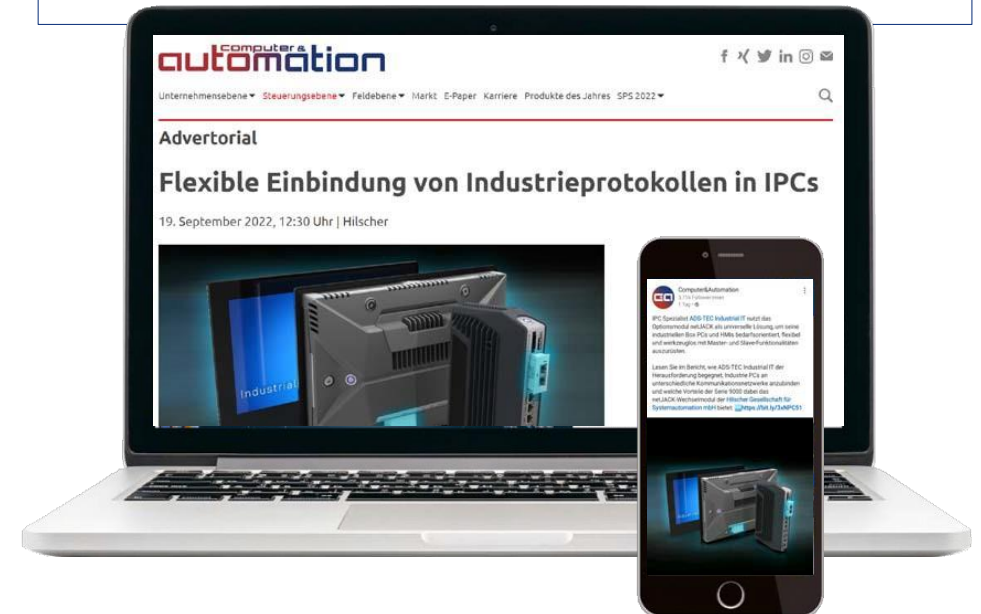 computer &
automation
Unternehmensebene Steuerungsebene Feldebene Markt E-Paper Karriere Produkte des Jahres SPS 2022
Advertorial
Flexible Einbindung von Industrieprotokollen in IPCs
19. September 2022, 12:30 Uhr | Hilscher
Industrial
Computer&Automation
1 Tag
IPC-Spezialist ADS-TEC Industrial IT nutzt das
Optionsmodul netJACK als universelle Lösung, um seine
industriellen Box PCs und HMIs bedarfsorientiert, flexibel
und werkzeuglos mit Master- und Slave-Funktionalitäten
auszurüsten.
Lesen Sie im Bericht, wie ADS-TEC Industrial IT der
Herausforderung begegnet, Industrie PCs an
unterschiedliche Kommunikationsnetzwerke anzubinden
und welche Vorteile der Serie 9000 dabei das
netJACK-Wechselmodul der Hilscher Gesellschaft für
Systemautomation mbH bietet.